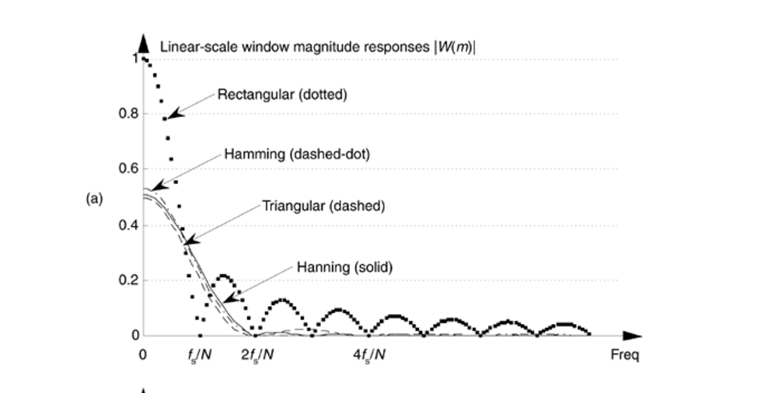 Linear-scale window magnitude responses |W(m)|
1
Rectangular (dotted)
0.8
Hamming (dashed-dot)
0.6
(a)
Triangular (dashed)
0.4
Hanning (solid)
0.2
0
0 fs/N 2fs/N 4fs/N Freq